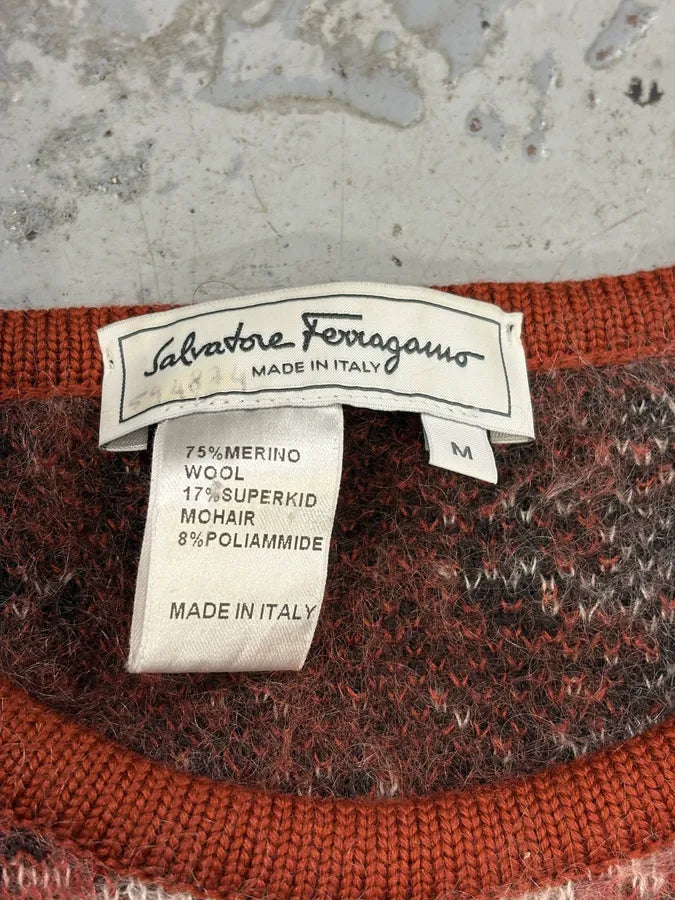 Salvatore Ferragamo
MADE IN ITALY
M
75%MERINO
WOOL
17%SUPERKID
MOHAIR
8%POLIAMMIDE
MADE IN ITALY